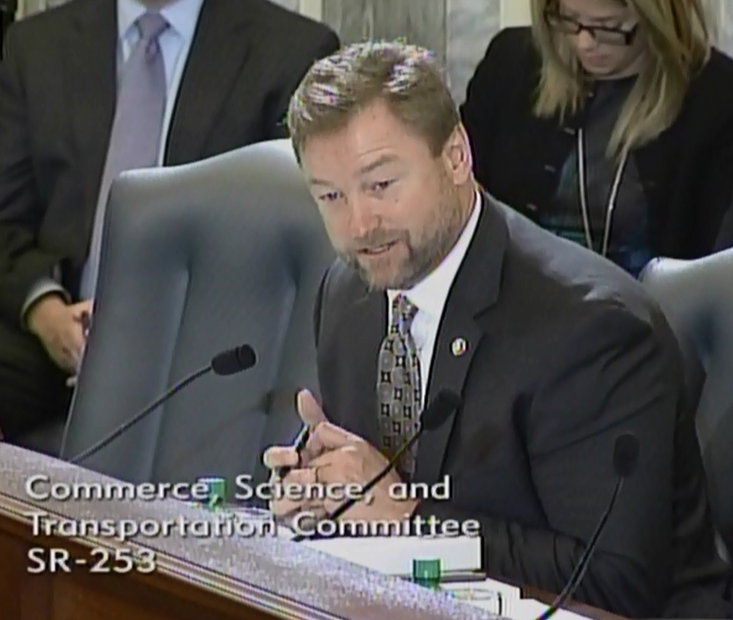 Commerce, Science, and
Transportation Committee
SR-253